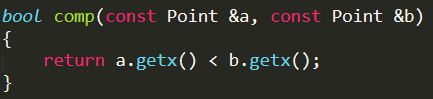 bool comp(const Point &a, const Point &b)
{
    return a.getx() < b.getx();
}